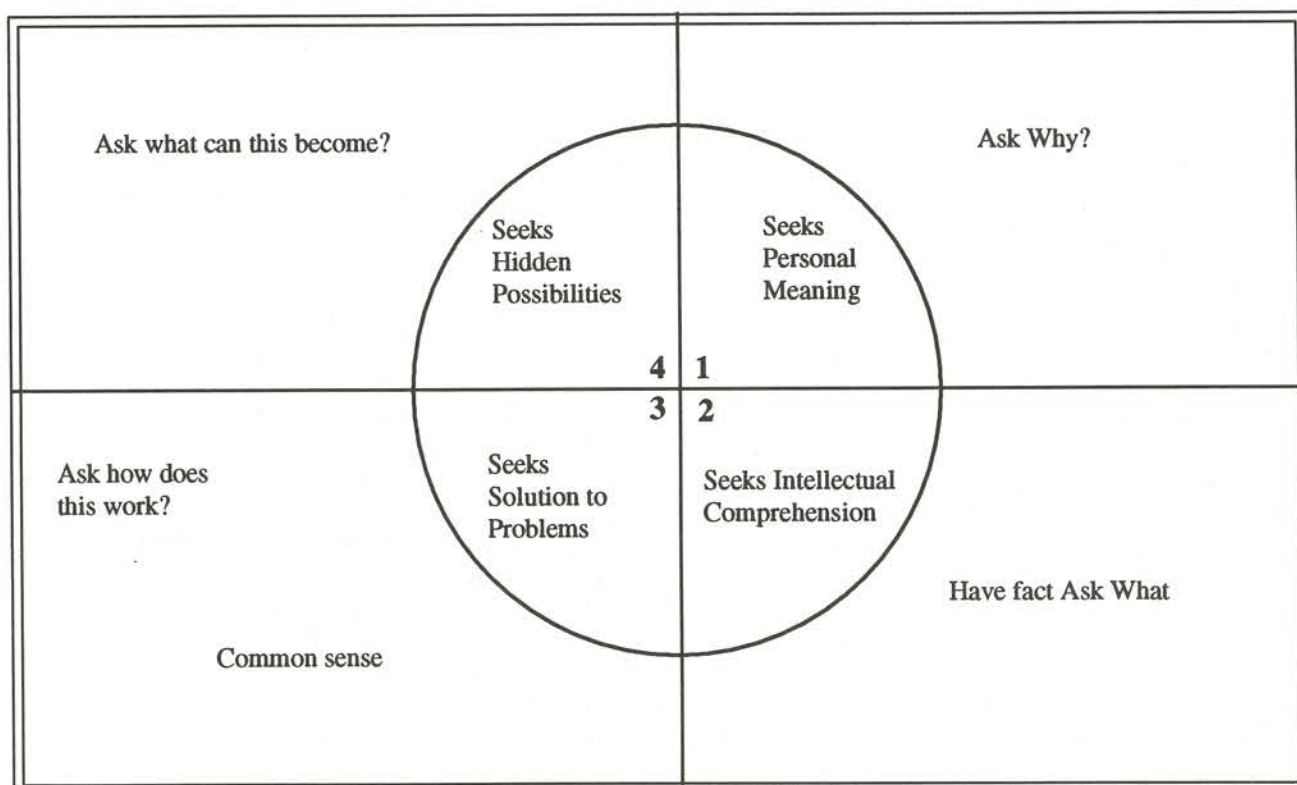 Ask what can this become?
Ask Why?
Seeks
Hidden
Possibilities
Seeks
Personal
Meaning
4
1
3
2
Ask how does
this work?
Seeks
Solution to
Problems
Seeks Intellectual
Comprehension
Have fact Ask What
Common sense